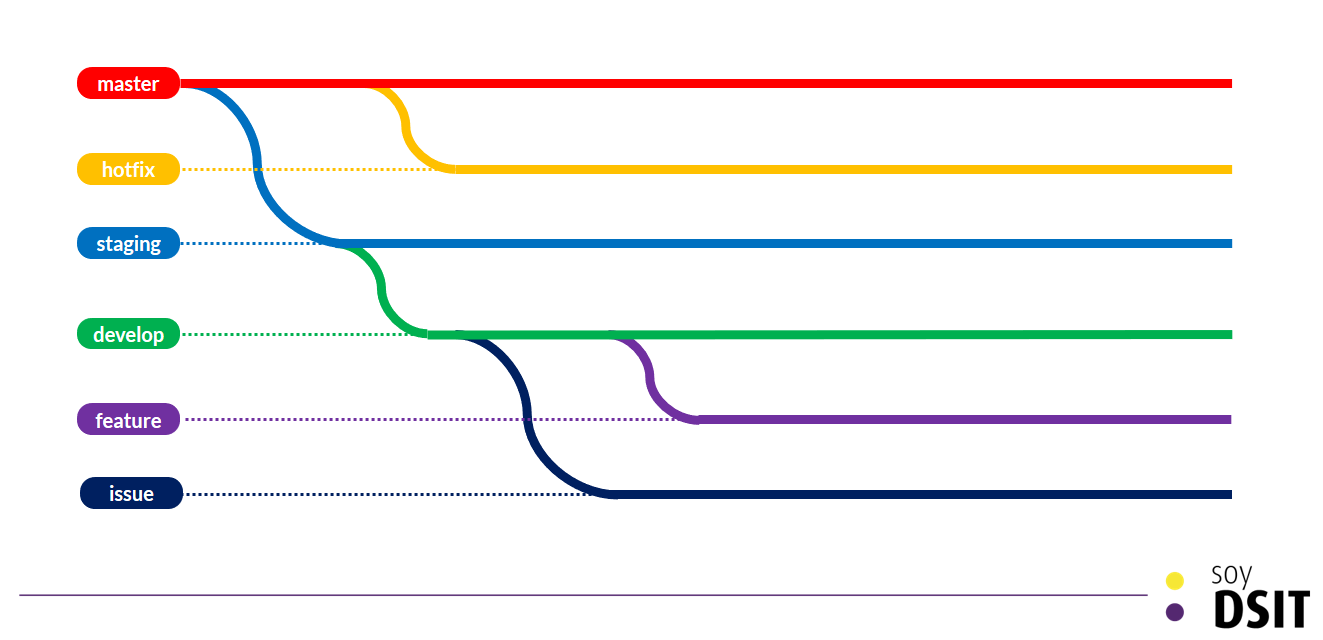 master
hotfix
staging
develop
feature
issue
soy
DSIT